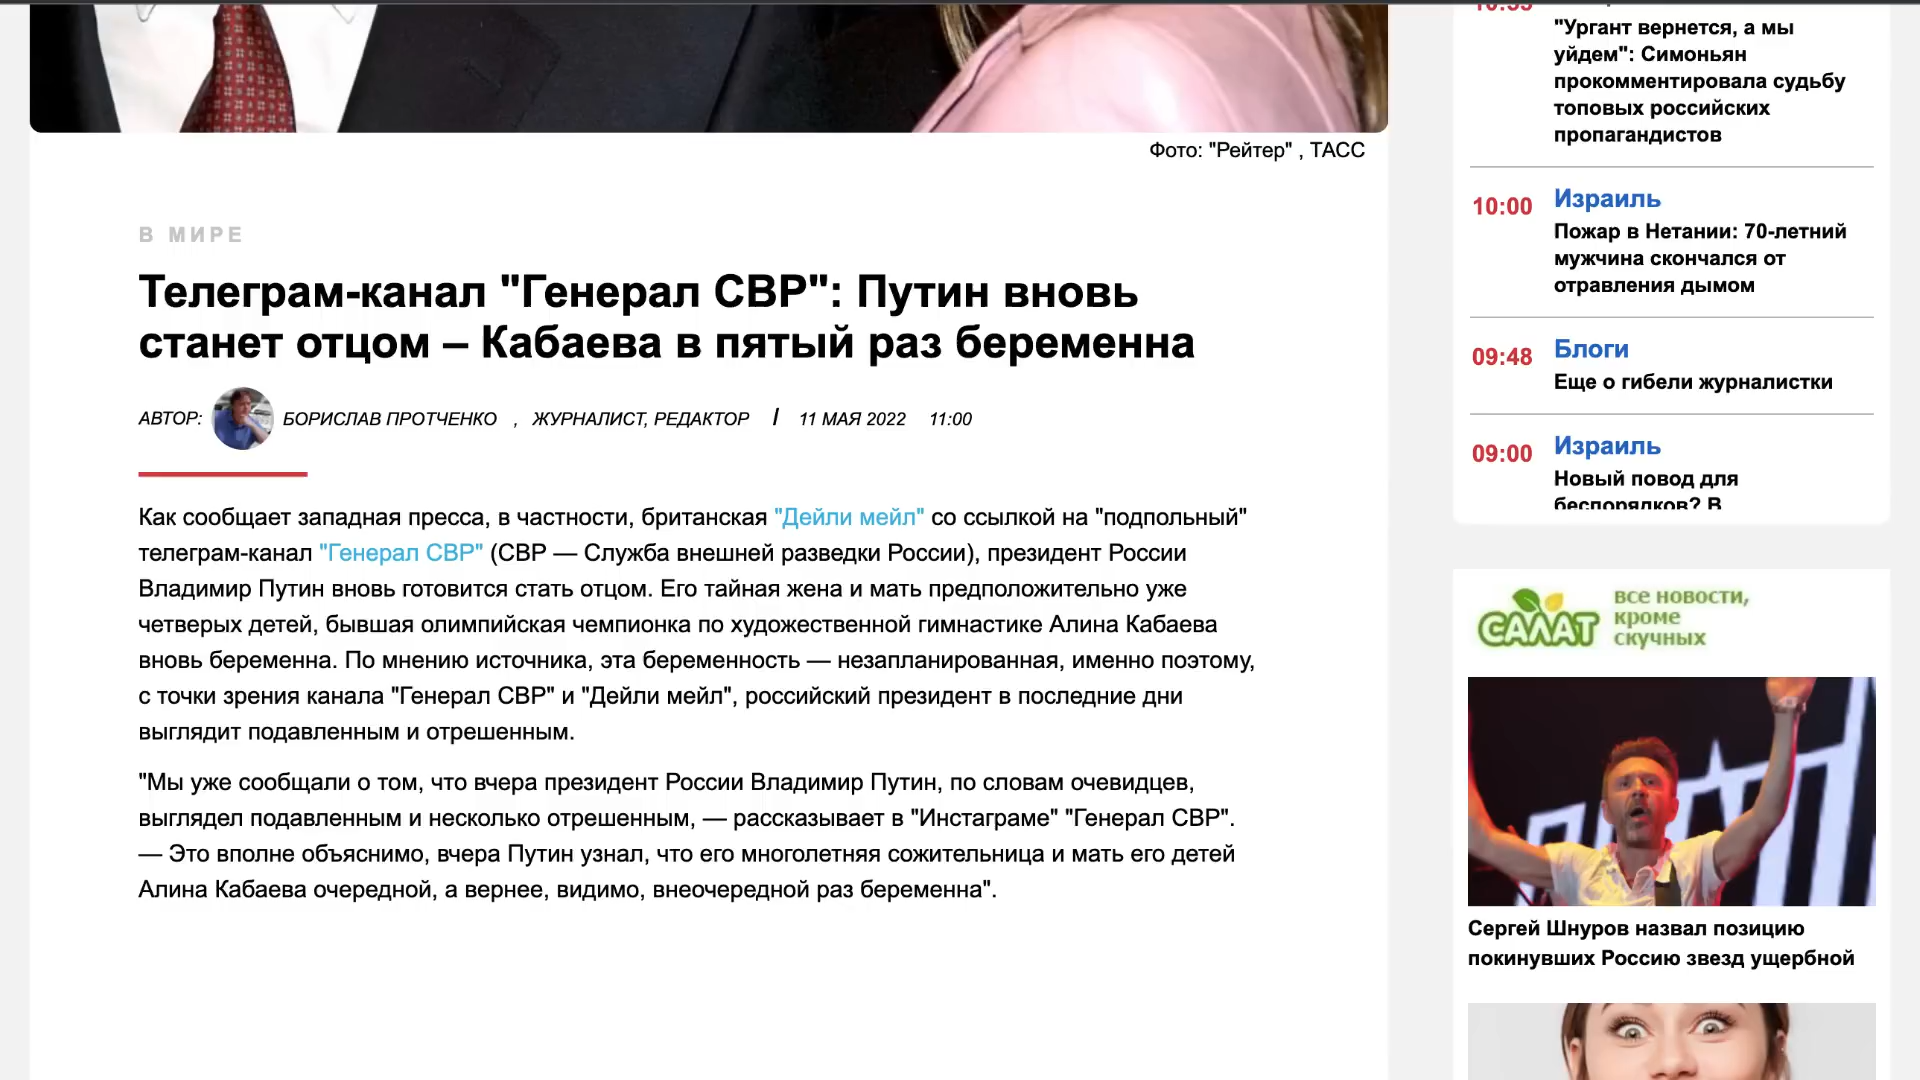 Фото: "Рейтер" , ТАСС
В МИРЕ
Телеграм-канал "Генерал СВР": Путин вновь
станет отцом – Кабаева в пятый раз беременна
АВТОР: БОРИСЛАВ ПРОТЧЕНКО , ЖУРНАЛИСТ, РЕДАКТОР / 11 МАЯ 2022 11:00
Как сообщает западная пресса, в частности, британская "Дейли мейл" со ссылкой на "подпольный"
телеграм-канал "Генерал СВР" (СВР — Служба внешней разведки России), президент России
Владимир Путин вновь готовится стать отцом. Его тайная жена и мать предположительно уже
четверых детей, бывшая олимпийская чемпионка по художественной гимнастике Алина Кабаева
вновь беременна. По мнению источника, эта беременность — незапланированная, именно поэтому,
с точки зрения канала "Генерал СВР" и "Дейли мейл", российский президент в последние дни
выглядит подавленным и отрешенным.
"Мы уже сообщали о том, что вчера президент России Владимир Путин, по словам очевидцев,
выглядел подавленным и несколько отрешенным, — рассказывает в "Инстаграме" "Генерал СВР".
— Это вполне объяснимо, вчера Путин узнал, что его многолетняя сожительница и мать его детей
Алина Кабаева очередной, а вернее, видимо, внеочередной раз беременна".
"Ургант вернется, а мы
уйдем": Симоньян
прокомментировала судьбу
топовых российских
пропагандистов
10:00 Израиль
Пожар в Нетании: 70-летний
мужчина скончался от
отравления дымом
09:48 Блоги
Еще о гибели журналистки
09:00 Израиль
Новый повод для
беспорядков? В
САЛАТ
все новости,
кроме
скучных
Сергей Шнуров назвал позицию
покинувших Россию звезд ущербной